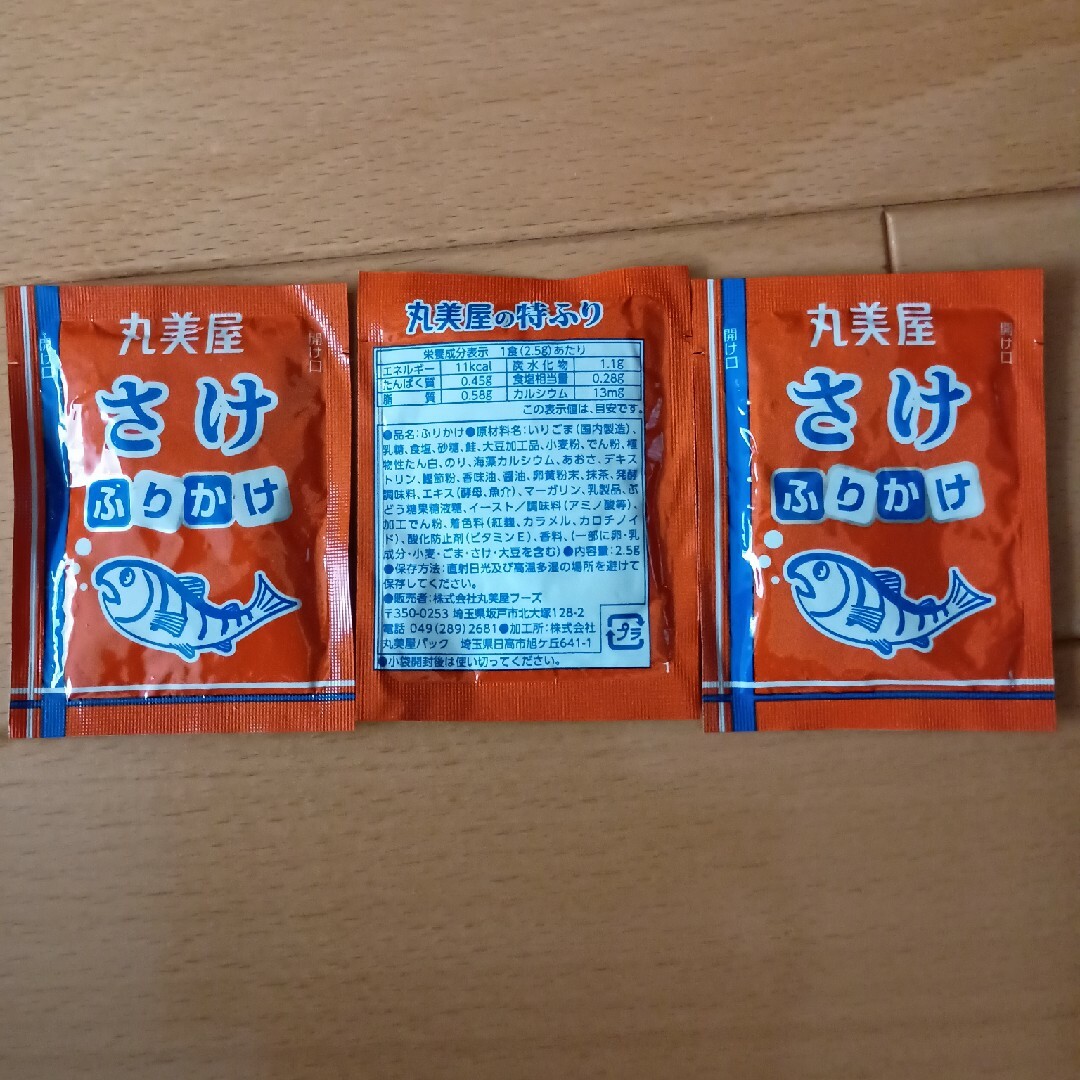 開け口
開け口
丸美屋
さけ
ふりかけ
丸美屋の特ふり
栄養成分表示 1食(2.5g)あたり
エネルギー 11kcal 炭水化物 1.1g
たんぱく質 0.45g 食塩相当量 0.28g
脂質 0.58g カルシウム 13mg
この表示値は、目安です。
●品名:ふりかけ●原材料名:いりごま(国内製造)、
乳糖、食塩、砂糖、鮭、大豆加工品、小麦粉、でん粉、植
物性たん白、のり、海藻カルシウム、あおさ、デキス
トリン、鰹節粉、香味油、醤油、卵黄粉末、抹茶、発酵
調味料、エキス(酵母、魚介)、マーガリン、乳製品、ぶ
どう糖果糖液糖、イースト/調味料(アミノ酸等)、
加工でん粉、着色料(紅麹、カラメル、カロチノイ
ド)、酸化防止剤(ビタミンE)、香料、(一部に卵・乳
成分・小麦・ごま・さけ・大豆を含む)●内容量:2.5g
●保存方法:直射日光及び高温多湿の場所を避けて
保存してください。
●販売者:株式会社丸美屋フーズ
〒350-0253 埼玉県坂戸市北大塚128-2
電話 049(289)2681●加工所:株式会社
丸美屋パック 埼玉県日高市旭ケ丘641-1
●小袋開封後は使い切ってください。
プラ
開け口
開け口
丸美屋
さけ
ふりかけ